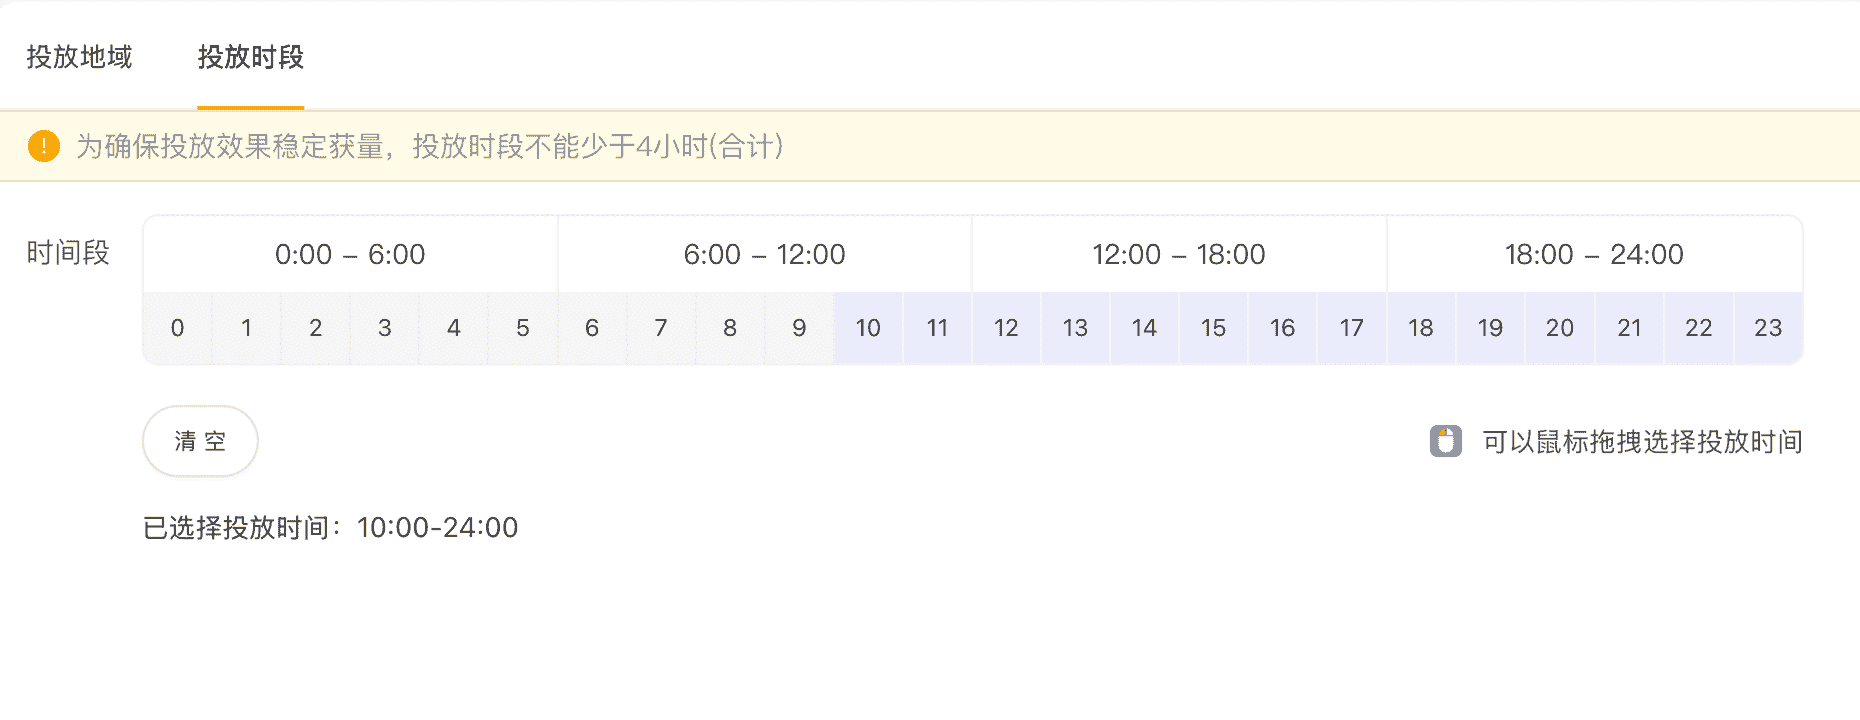 投放地域 投放时段
为确保投放效果稳定获量，投放时段不能少于4小时(合计)
时间段 0:00 – 6:00 6:00 – 12:00 12:00 – 18:00 18:00 – 24:00
0 1 2 3 4 5 6 7 8 9 10 11 12 13 14 15 16 17 18 19 20 21 22 23
清 空 可以鼠标拖拽选择投放时间
已选择投放时间：10:00-24:00